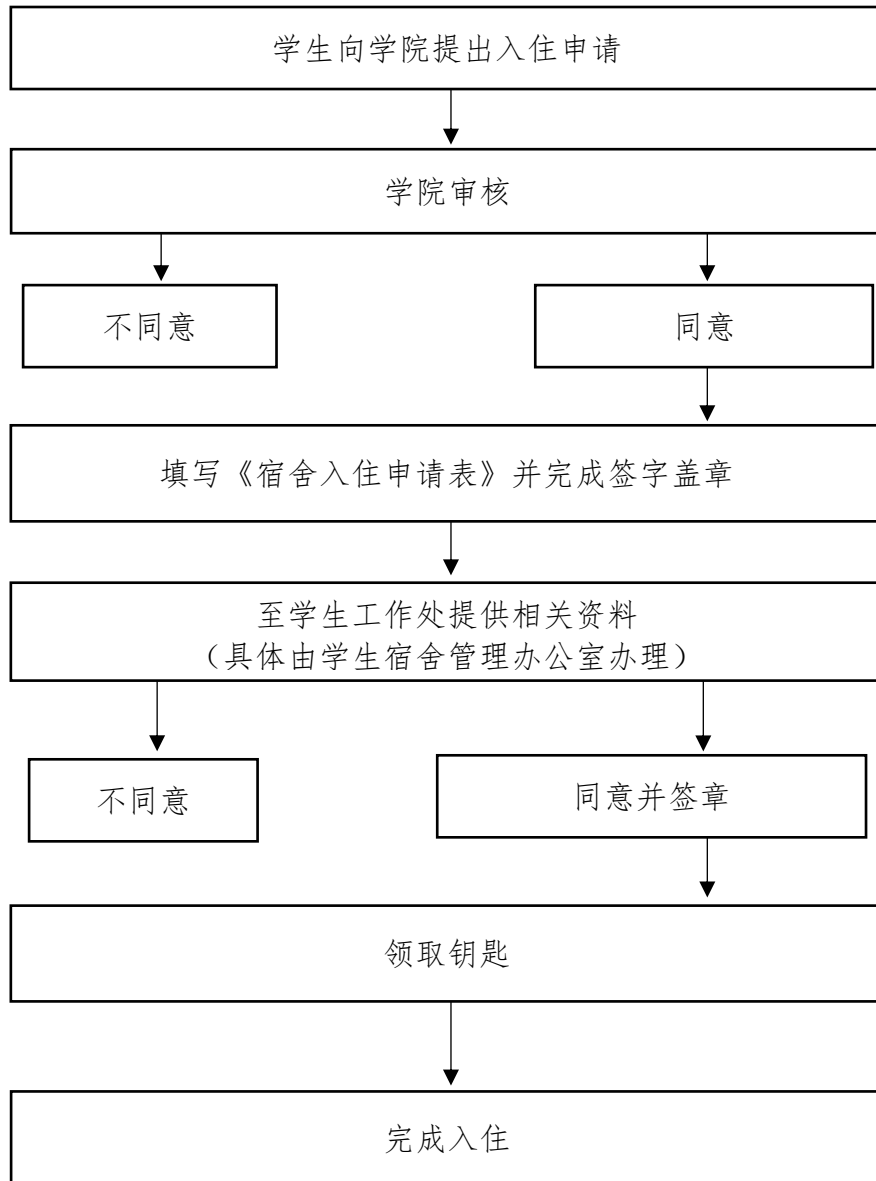 学生向学院提出入住申请
学院审核
不同意
同意
填写《宿舍入住申请表》并完成签字盖章
至学生工作处提供相关资料
（具体由学生宿舍管理办公室办理）
不同意
同意并签章
领取钥匙
完成入住